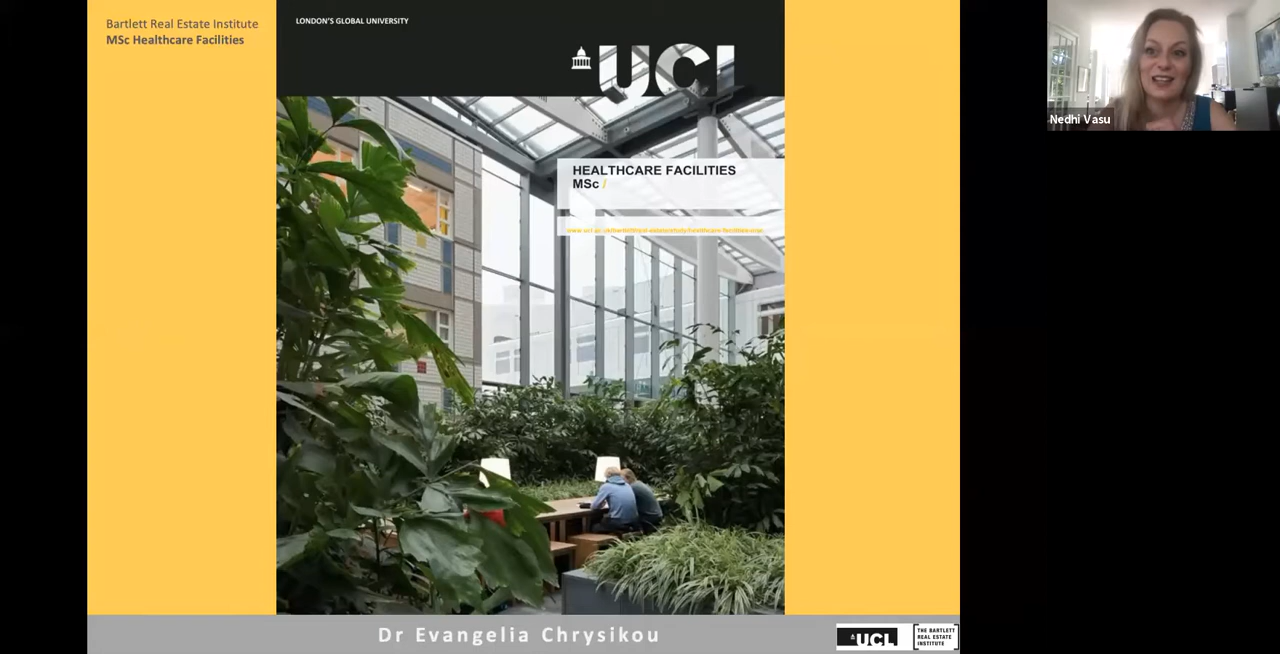 Bartlett Real Estate Institute
MSc Healthcare Facilities
LONDON'S GLOBAL UNIVERSITY
UCL
HEALTHCARE FACILITIES
MSc /
Nedhi Vasu
Dr Evangelia Chrysikou
UCL
THE BARTLETT
REAL ESTATE
INSTITUTE